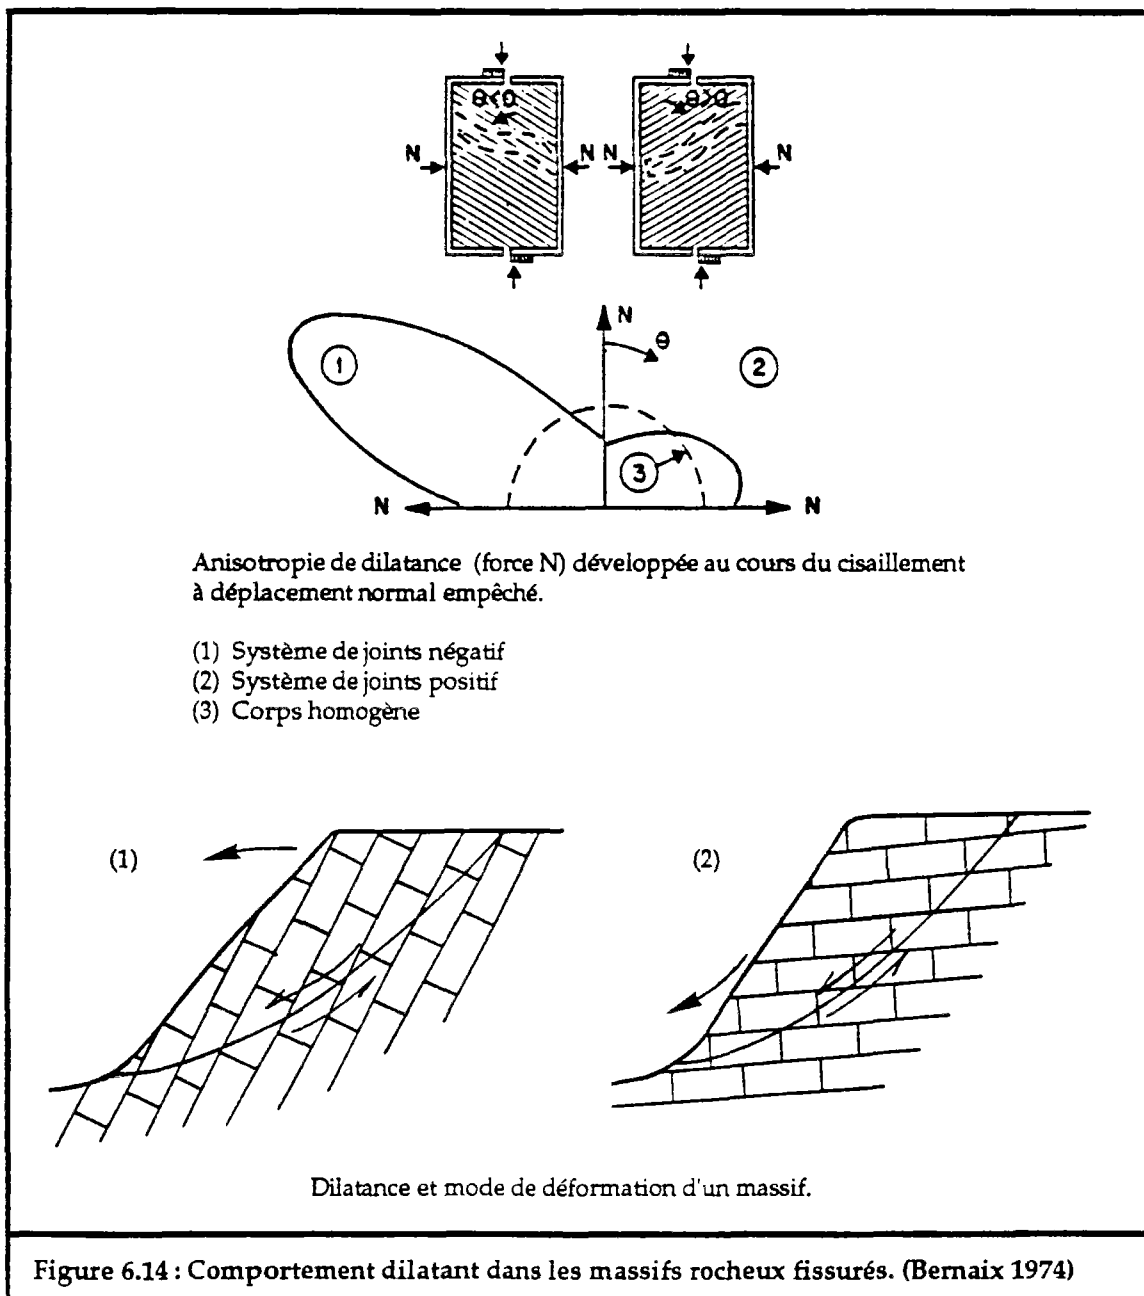 θ<0
θ>0
N N N N
N
θ
1
2
3
N N
Anisotropie de dilatance (force N) développée au cours du cisaillement
à déplacement normal empêché.
(1) Système de joints négatif
(2) Système de joints positif
(3) Corps homogène
(1)
(2)
Dilatance et mode de déformation d'un massif.
Figure 6.14 : Comportement dilatant dans les massifs rocheux fissurés. (Bernaix 1974)